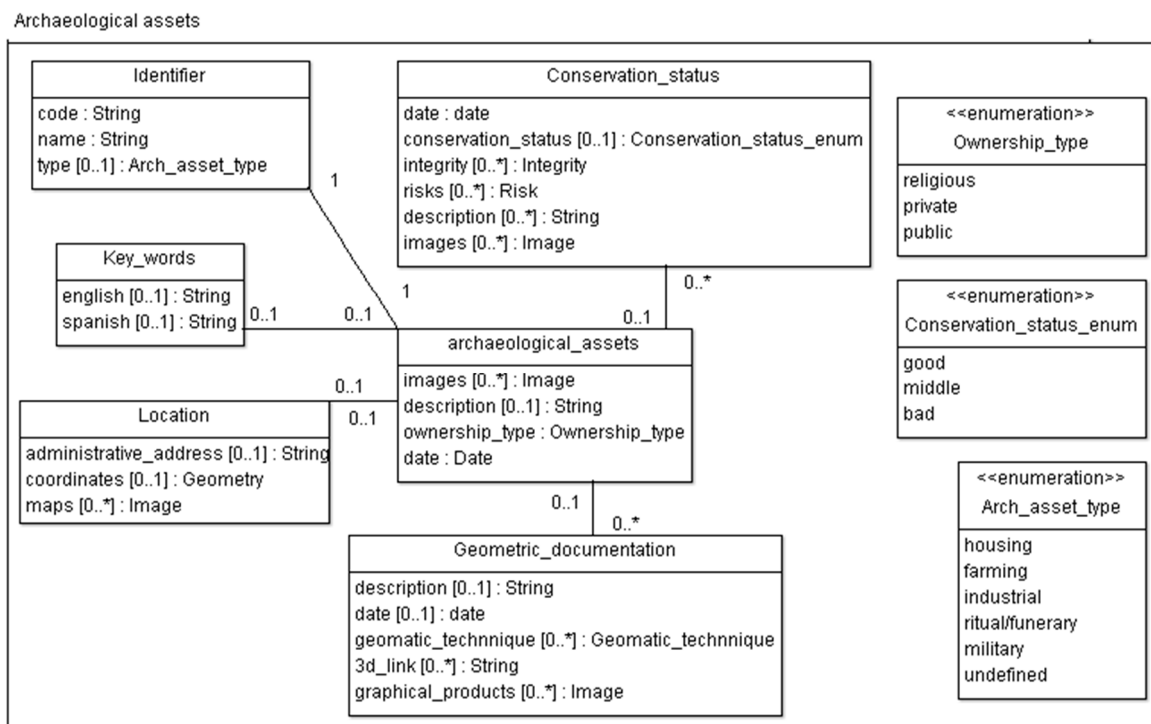 Archaeological assets
Identifier
code : String
name : String
type [0..1] : Arch_asset_type
1
1
Conservation_status
date : date
conservation_status [0..1] : Conservation_status_enum
integrity [0..*] : Integrity
risks [0..*] : Risk
description [0..*] : String
images [0..*] : Image
0..*
0..1
<<enumeration>>
Ownership_type
religious
private
public
Key_words
english [0..1] : String
spanish [0..1] : String
0..1
0..1
<<enumeration>>
Conservation_status_enum
good
middle
bad
archaeological_assets
images [0..*] : Image
description [0..1] : String
ownership_type : Ownership_type
date : Date
0..1
0..1
Location
administrative_address [0..1] : String
coordinates [0..1] : Geometry
maps [0..*] : Image
0..1
0..*
<<enumeration>>
Arch_asset_type
housing
farming
industrial
ritual/funerary
military
undefined
Geometric_documentation
description [0..1] : String
date [0..1] : date
geomatic_technnique [0..*] : Geomatic_technnique
3d_link [0..*] : String
graphical_products [0..*] : Image